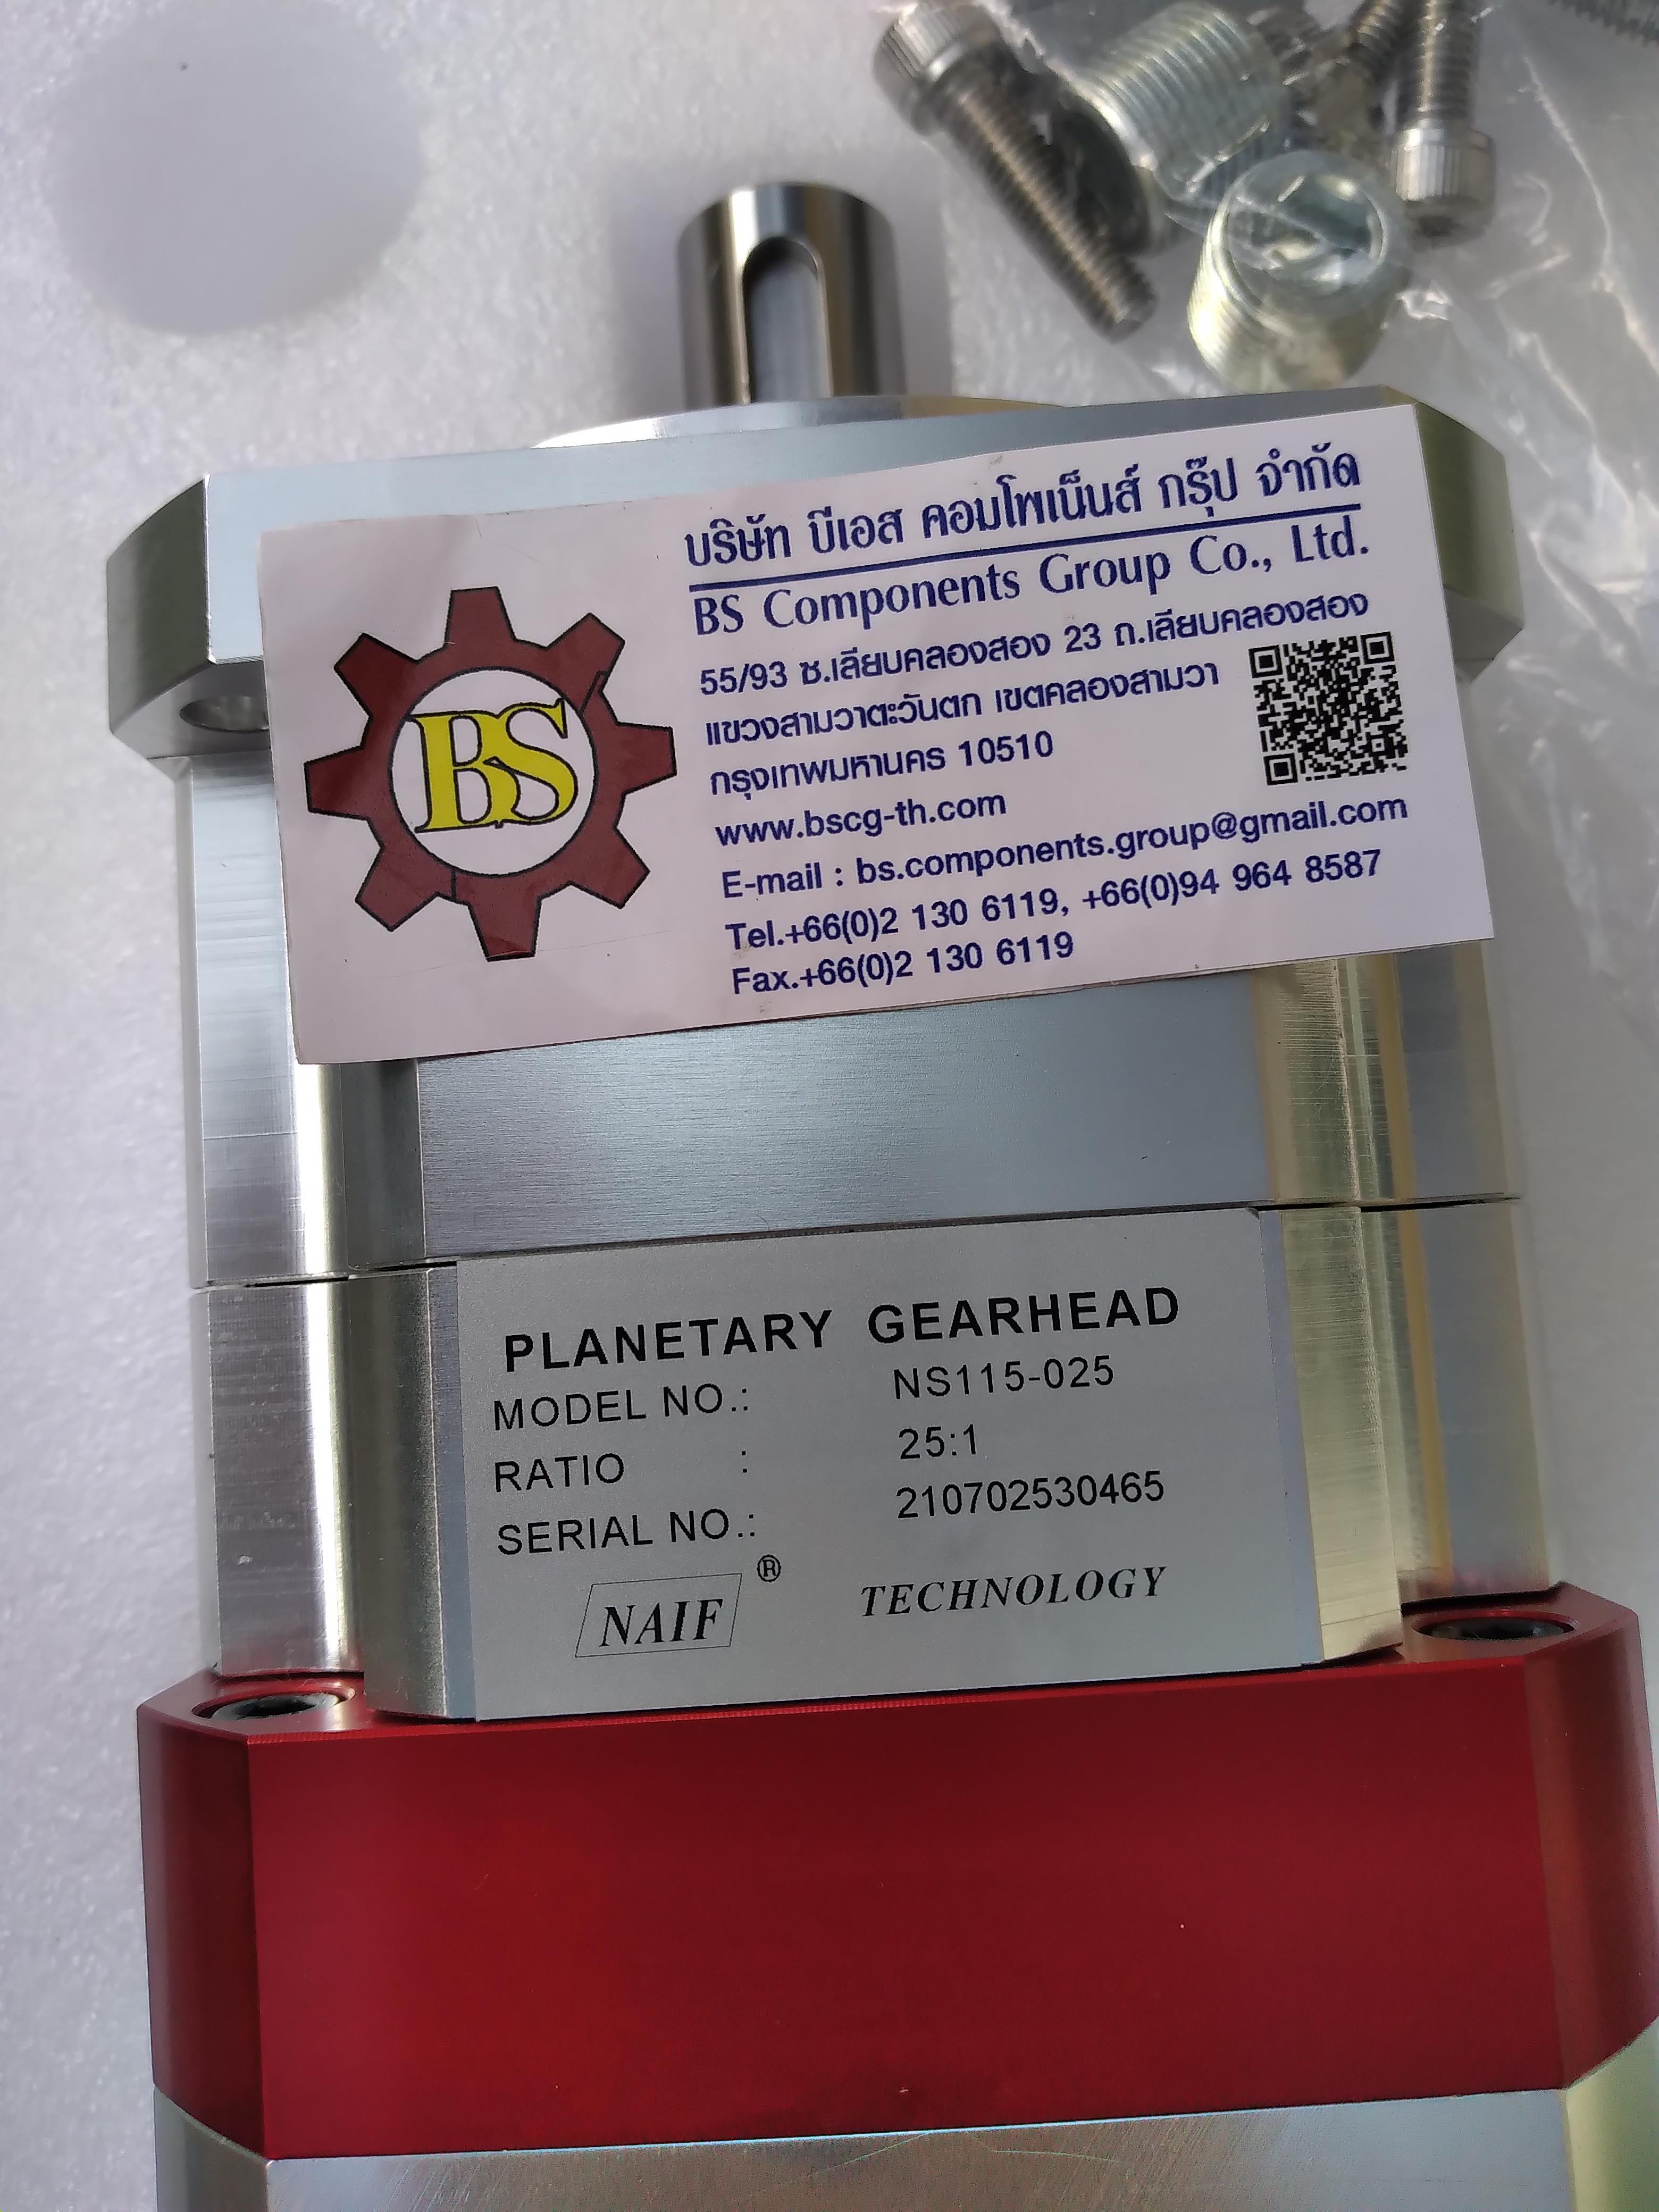 บริษัท บีเอส คอมโพเน็นส์ กรุ๊ป จำกัด
BS Components Group Co., Ltd.
55/93 ซ.เลียบคลองสอง 23 ถ.เลียบคลองสอง
แขวงสามวาตะวันตก เขตคลองสามวา
กรุงเทพมหานคร 10510
www.bscg-th.com
E-mail : bs.components.group@gmail.com
Tel.+66(0)2 130 6119, +66(0)94 964 8587
Fax.+66(0)2 130 6119
BS
PLANETARY GEARHEAD
MODEL NO.: NS115-025
RATIO : 25:1
SERIAL NO.: 210702530465
NAIF ® TECHNOLOGY